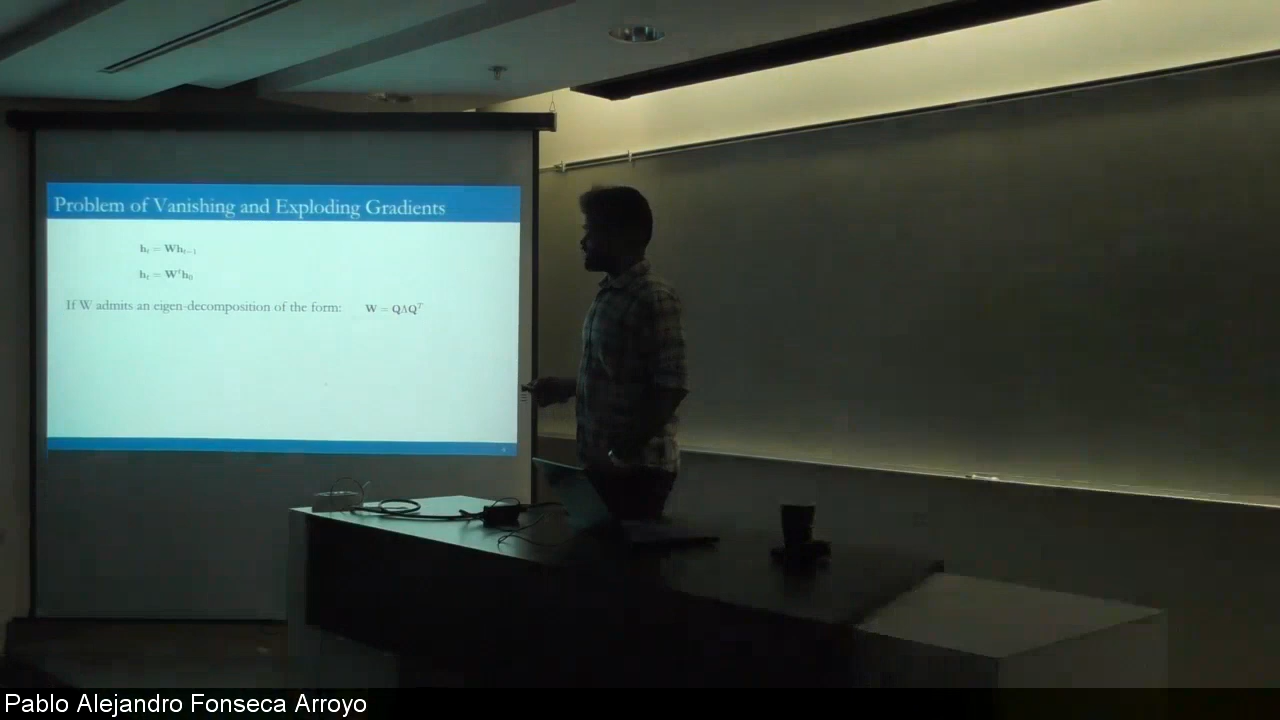 Problem of Vanishing and Exploding Gradients
hₜ = Whₜ₋₁
hₜ = Wᵗh₀
If W admits an eigen-decomposition of the form: W = QΛQᵀ
Pablo Alejandro Fonseca Arroyo